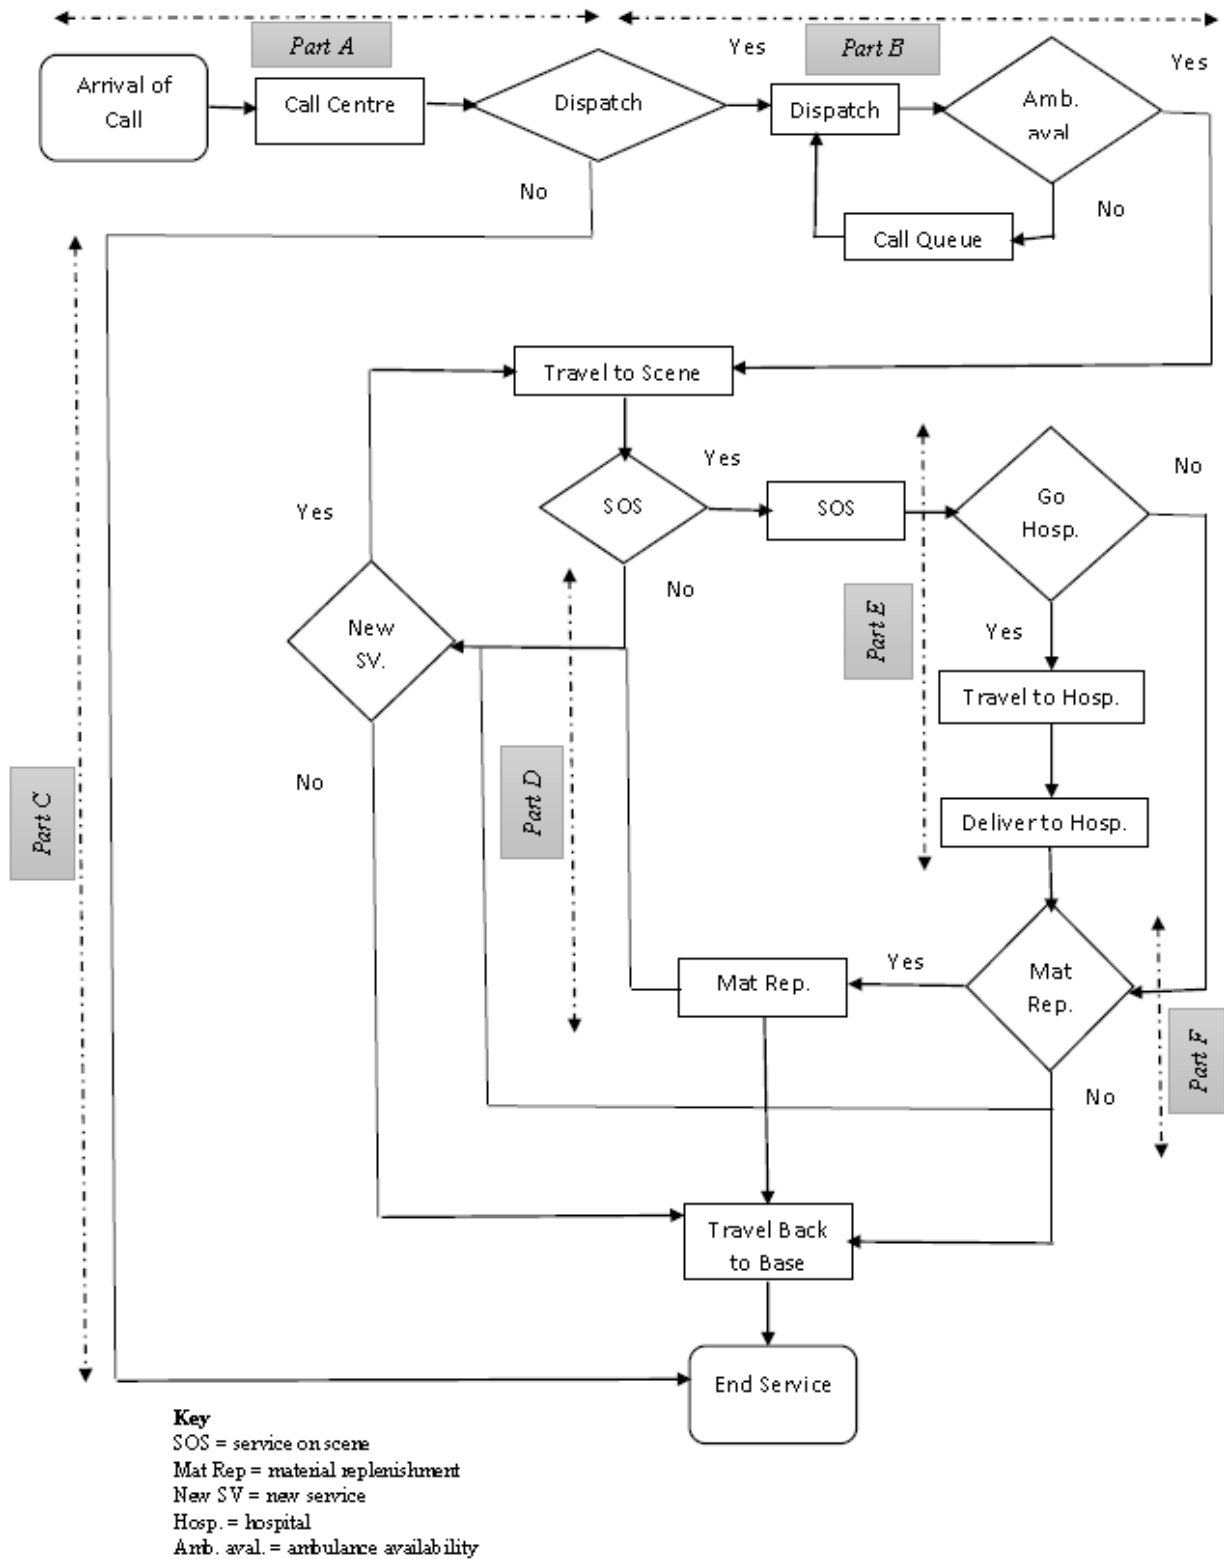 Part A
Yes
Part B
Yes
Arrival of
Call
Call Centre
Dispatch
Dispatch
Amb.
aval
No
No
Call Queue
Travel to Scene
Yes
SOS
Yes
SOS
Go
Hosp.
No
No
New
SV.
Part E
Yes
Travel to Hosp.
No
Part D
Part C
Deliver to Hosp.
Mat Rep.
Yes
Mat
Rep.
Part F
No
Travel Back
to Base
End Service
Key
SOS = service on scene
Mat Rep = material replenishment
New SV = new service
Hosp. = hospital
Amb. aval. = ambulance availability